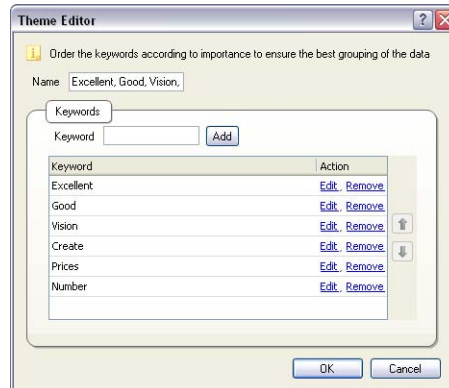 Theme Editor
Order the keywords according to importance to ensure the best grouping of the data
Name Excellent, Good, Vision,
Keywords
Keyword Add
Keyword Action
Excellent Edit, Remove
Good Edit, Remove
Vision Edit, Remove
Create Edit, Remove
Prices Edit, Remove
Number Edit, Remove
OK Cancel